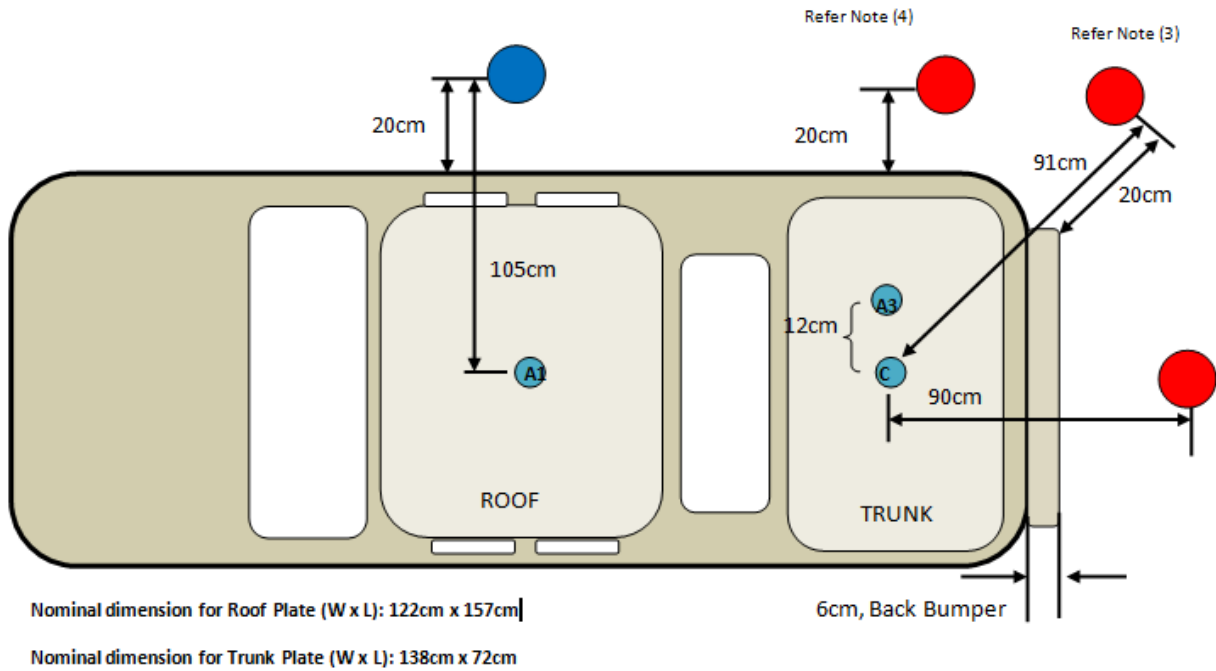 Refer Note (4)
Refer Note (3)
20cm
20cm
91cm
20cm
105cm
A3
12cm
A1
C
90cm
ROOF
TRUNK
6cm, Back Bumper
Nominal dimension for Roof Plate (W x L): 122cm x 157cm
Nominal dimension for Trunk Plate (W x L): 138cm x 72cm